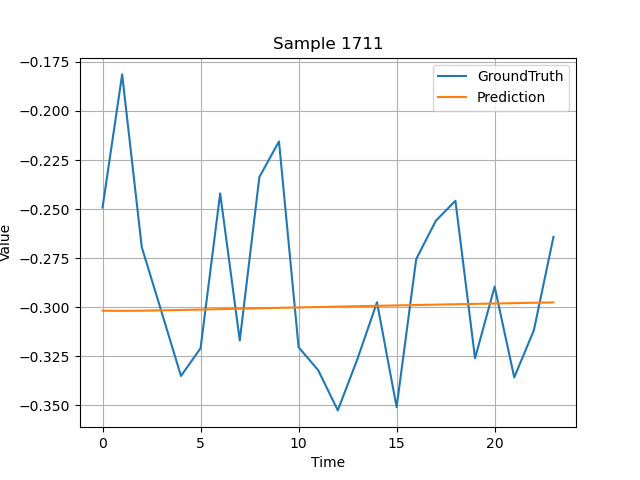 Sample 1711
GroundTruth
Prediction
−0.175
−0.200
−0.225
−0.250
−0.275
−0.300
−0.325
−0.350
Value
0 5 10 15 20
Time